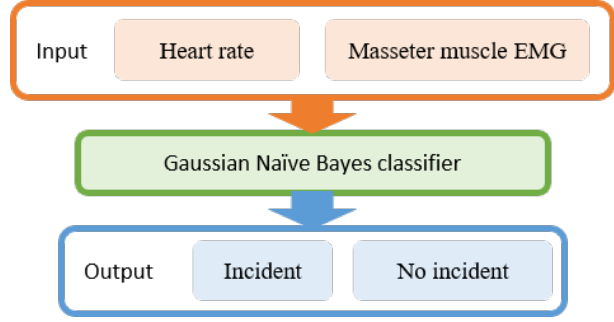 Input Heart rate Masseter muscle EMG
Gaussian Naïve Bayes classifier
Output Incident No incident